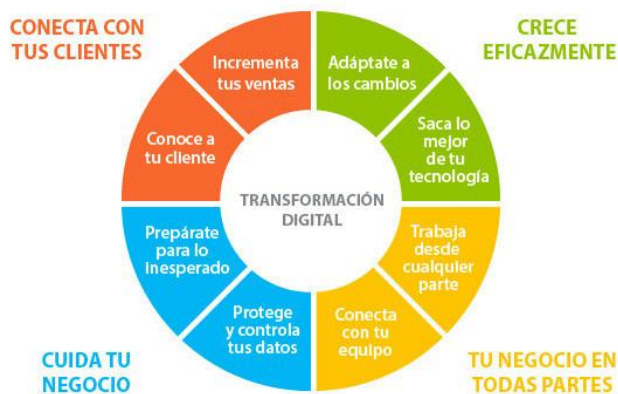 CONECTA CON
TUS CLIENTES
CRECE
EFICAZMENTE
Incrementa
tus ventas
Adáptate a
los cambios
Conoce a
tu cliente
Saca lo
mejor
de tu
tecnología
TRANSFORMACIÓN
DIGITAL
Prepárate
para lo
inesperado
Trabaja
desde
cualquier
parte
Protege
y controla
tus datos
Conecta
con tu
equipo
CUIDA TU
NEGOCIO
TU NEGOCIO EN
TODAS PARTES